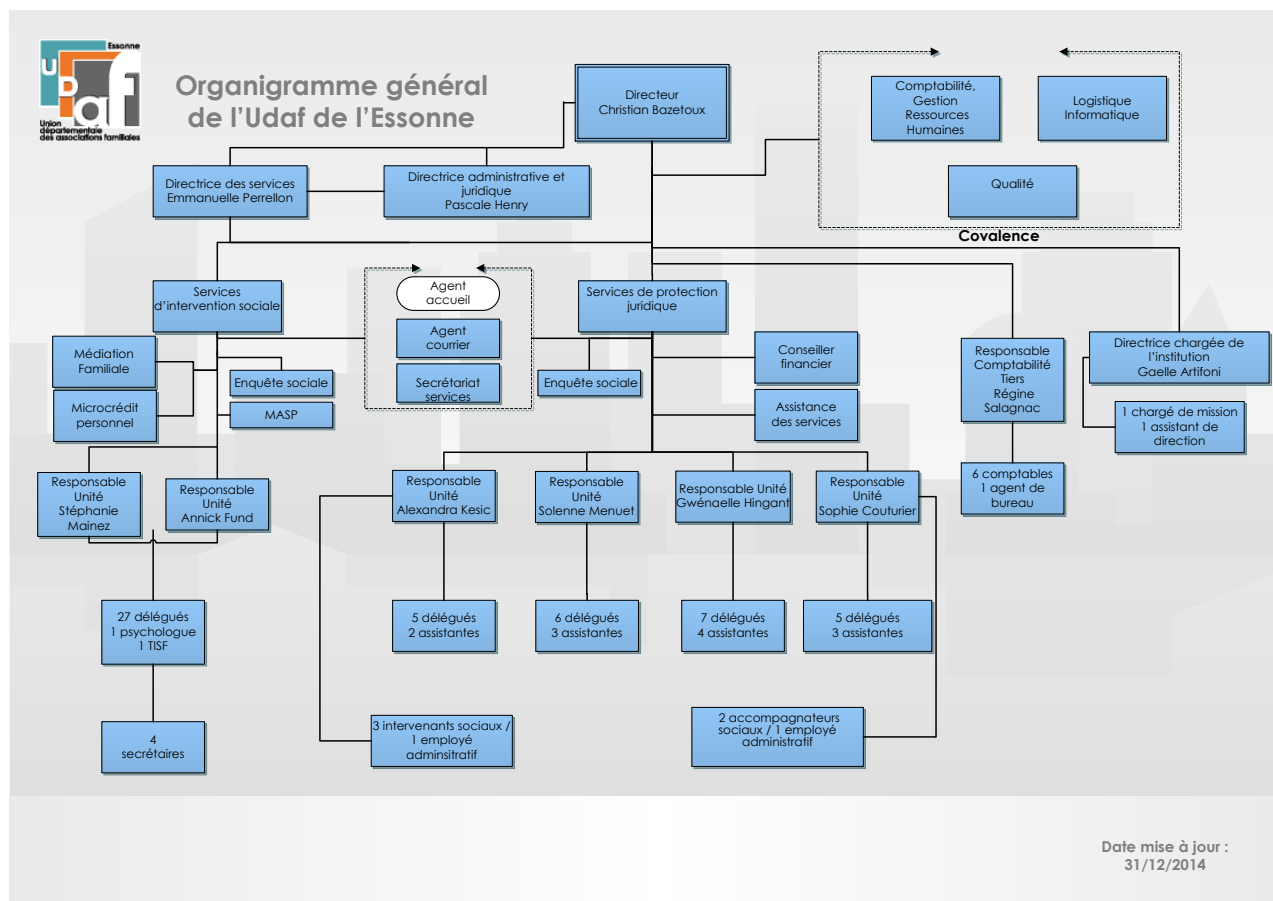 Essonne
UDaf
Union
départementale
des associations familiales
Organigramme général
de l'Udaf de l'Essonne
Directeur
Christian Bazetoux
Comptabilité,
Gestion
Ressources
Humaines
Logistique
Informatique
Qualité
Covalence
Directrice des services
Emmanuelle Perrellon
Directrice administrative et
juridique
Pascale Henry
Services
d'intervention sociale
Agent
accueil
Agent
courrier
Secrétariat
services
Services de protection
juridique
Médiation
Familiale
Microcrédit
personnel
Enquête sociale
MASP
Enquête sociale
Conseiller
financier
Assistance
des services
Responsable
Comptabilité
Tiers
Régine
Salagnac
Directrice chargée de
l'institution
Gaelle Artifoni
1 chargé de mission
1 assistant de
direction
6 comptables
1 agent de
bureau
Responsable
Unité
Stéphanie
Mainez
Responsable
Unité
Annick Fund
Responsable
Unité
Alexandra Kesic
Responsable
Unité
Solenne Menuet
Responsable Unité
Gwénaelle Hingant
Responsable
Unité
Sophie Couturier
27 délégués
1 psychologue
1 TISF
5 délégués
2 assistantes
6 délégués
3 assistantes
7 délégués
4 assistantes
5 délégués
3 assistantes
4
secrétaires
3 intervenants sociaux /
1 employé
adminsitratif
2 accompagnateurs
sociaux / 1 employé
administratif
Date mise à jour :
31/12/2014